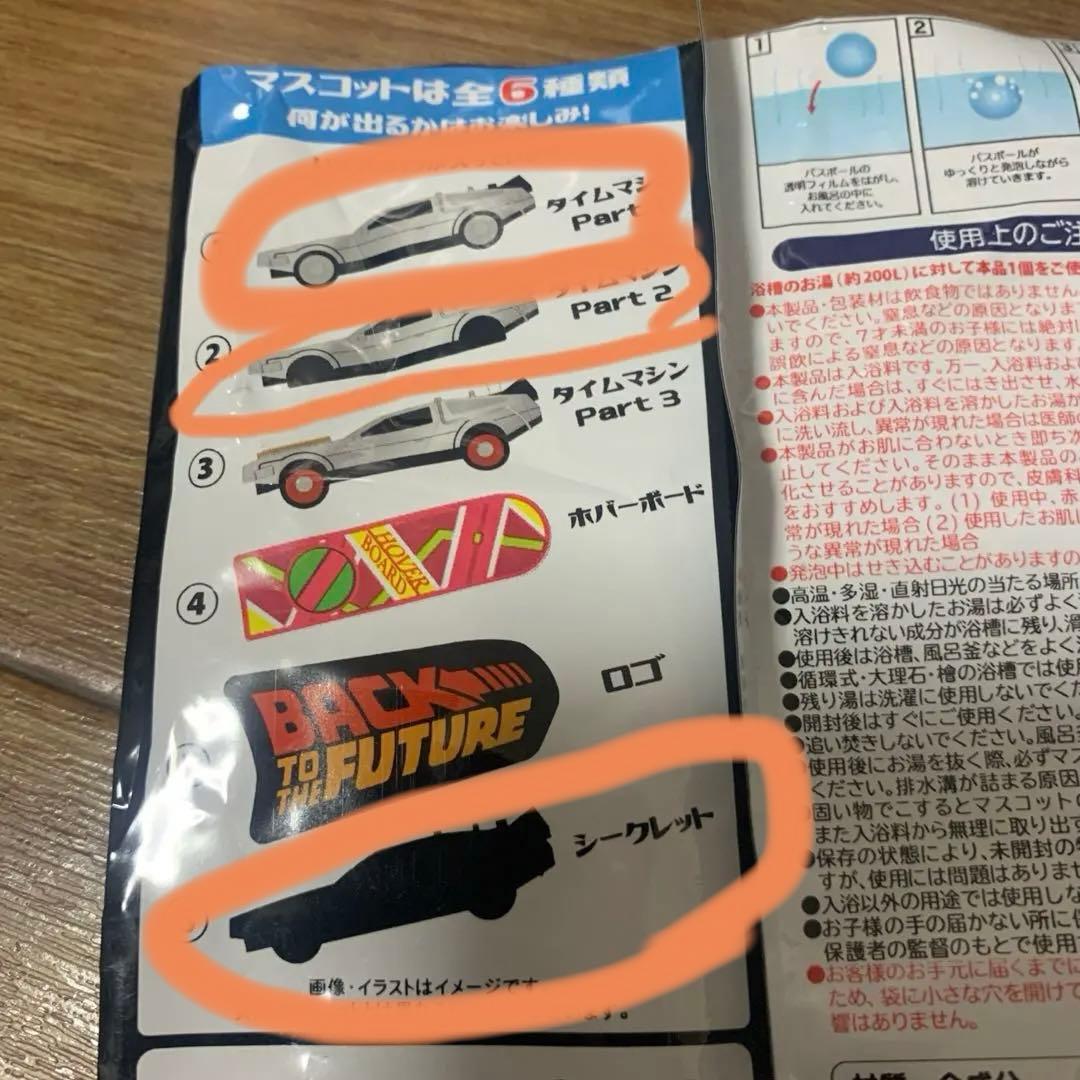 マスコットは全6種類
何が出るかはお楽しみ!
タイムマシ
Part
②
Part 2
③
タイムマシン
Part 3
④
ホバーボード
HOVER
BOARD
ロゴ
BACK
TO
THE FUTURE
シークレット
画像・イラストはイメージです
1
バスボールの
透明フィルムをはがし、
お風呂の中に
入れてください。
2
バスボールが
ゆっくりと発泡しながら
溶けていきます。
使用上のご注
浴槽のお湯(約200L)に対して本品1個をご使
●本製品・包装材は飲食物ではありません
いでください。窒息などの原因となりま
ますので、7才未満のお子様には絶対に
誤飲による窒息などの原因となります
●本製品は入浴料です。万一、入浴料およ
に含んだ場合は、すぐにはき出させ、水
●入浴料および入浴料を溶かしたお湯が
に洗い流し、異常が現れた場合は医師の
●本製品がお肌に合わないとき即ち次
止してください。そのまま本製品の
化させることがありますので、皮膚科
をおすすめします。(1) 使用中、赤
常が現れた場合 (2) 使用したお肌に
うな異常が現れた場合
●発泡中はせき込むことがありますの
●高温・多湿・直射日光の当たる場所
●入浴料を溶かしたお湯は必ずよく
溶けきれない成分が浴槽に残り、滑
●使用後は浴槽、風呂釜などをよく
●循環式・大理石・檜の浴槽では使
●残り湯は洗濯に使用しないでくだ
●開封後はすぐにご使用ください。
追い焚きしないでください。風呂
使用後にお湯を抜く際、必ずマス
ください。排水溝が詰まる原因
固い物でこするとマスコットの
また入浴料から無理に取り出す
保存の状態により、未開封の
すが、使用には問題はありませ
●入浴以外の用途では使用しな
●お子様の手の届かない所に保
保護者の監督のもとで使用
●お客様のお手元に届くまでに
ため、袋に小さな穴を開けて
響はありません。